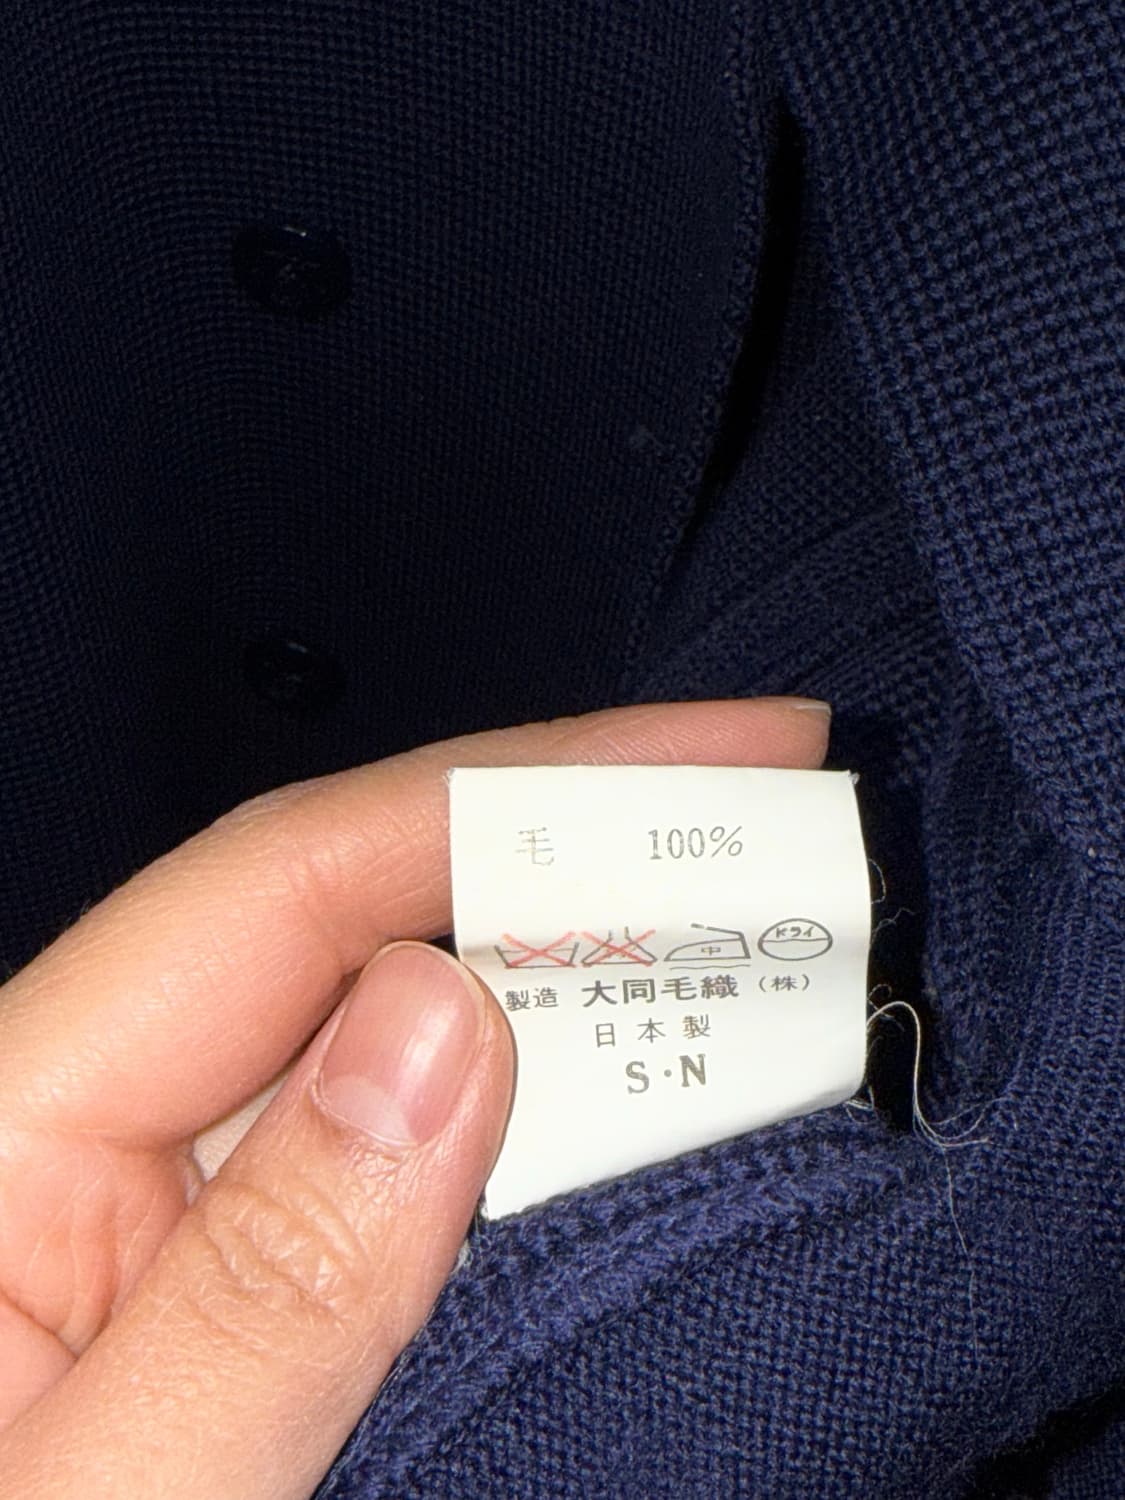 毛 100%
中 ドライ
製造 大同毛織(株)
日本製
S・N